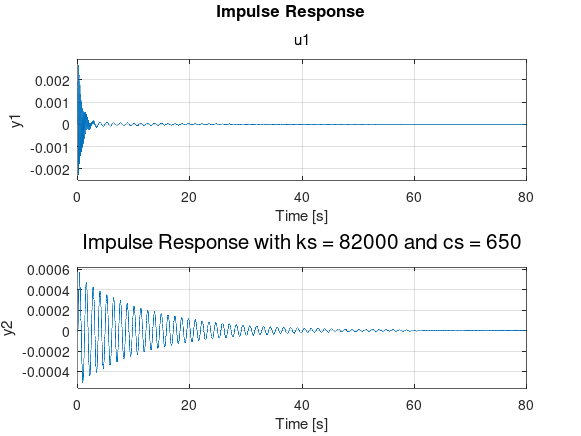 Impulse Response
u1
0.002
0.001
0
-0.001
-0.002
y1
0 20 40 60 80
Time [s]
Impulse Response with ks = 82000 and cs = 650
0.0006
0.0004
0.0002
0
-0.0002
-0.0004
y2
0 20 40 60 80
Time [s]